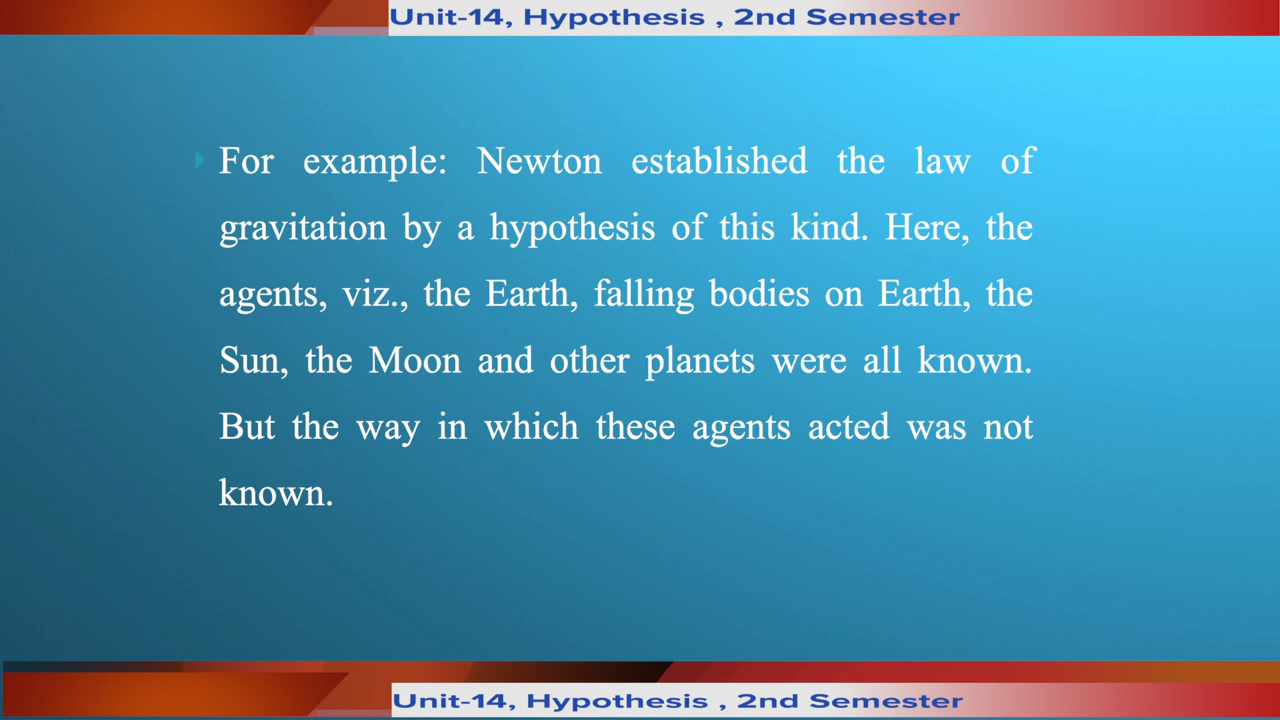 Unit-14, Hypothesis , 2nd Semester
For example: Newton established the law of
gravitation by a hypothesis of this kind. Here, the
agents, viz., the Earth, falling bodies on Earth, the
Sun, the Moon and other planets were all known.
But the way in which these agents acted was not
known.
Unit-14, Hypothesis , 2nd Semester